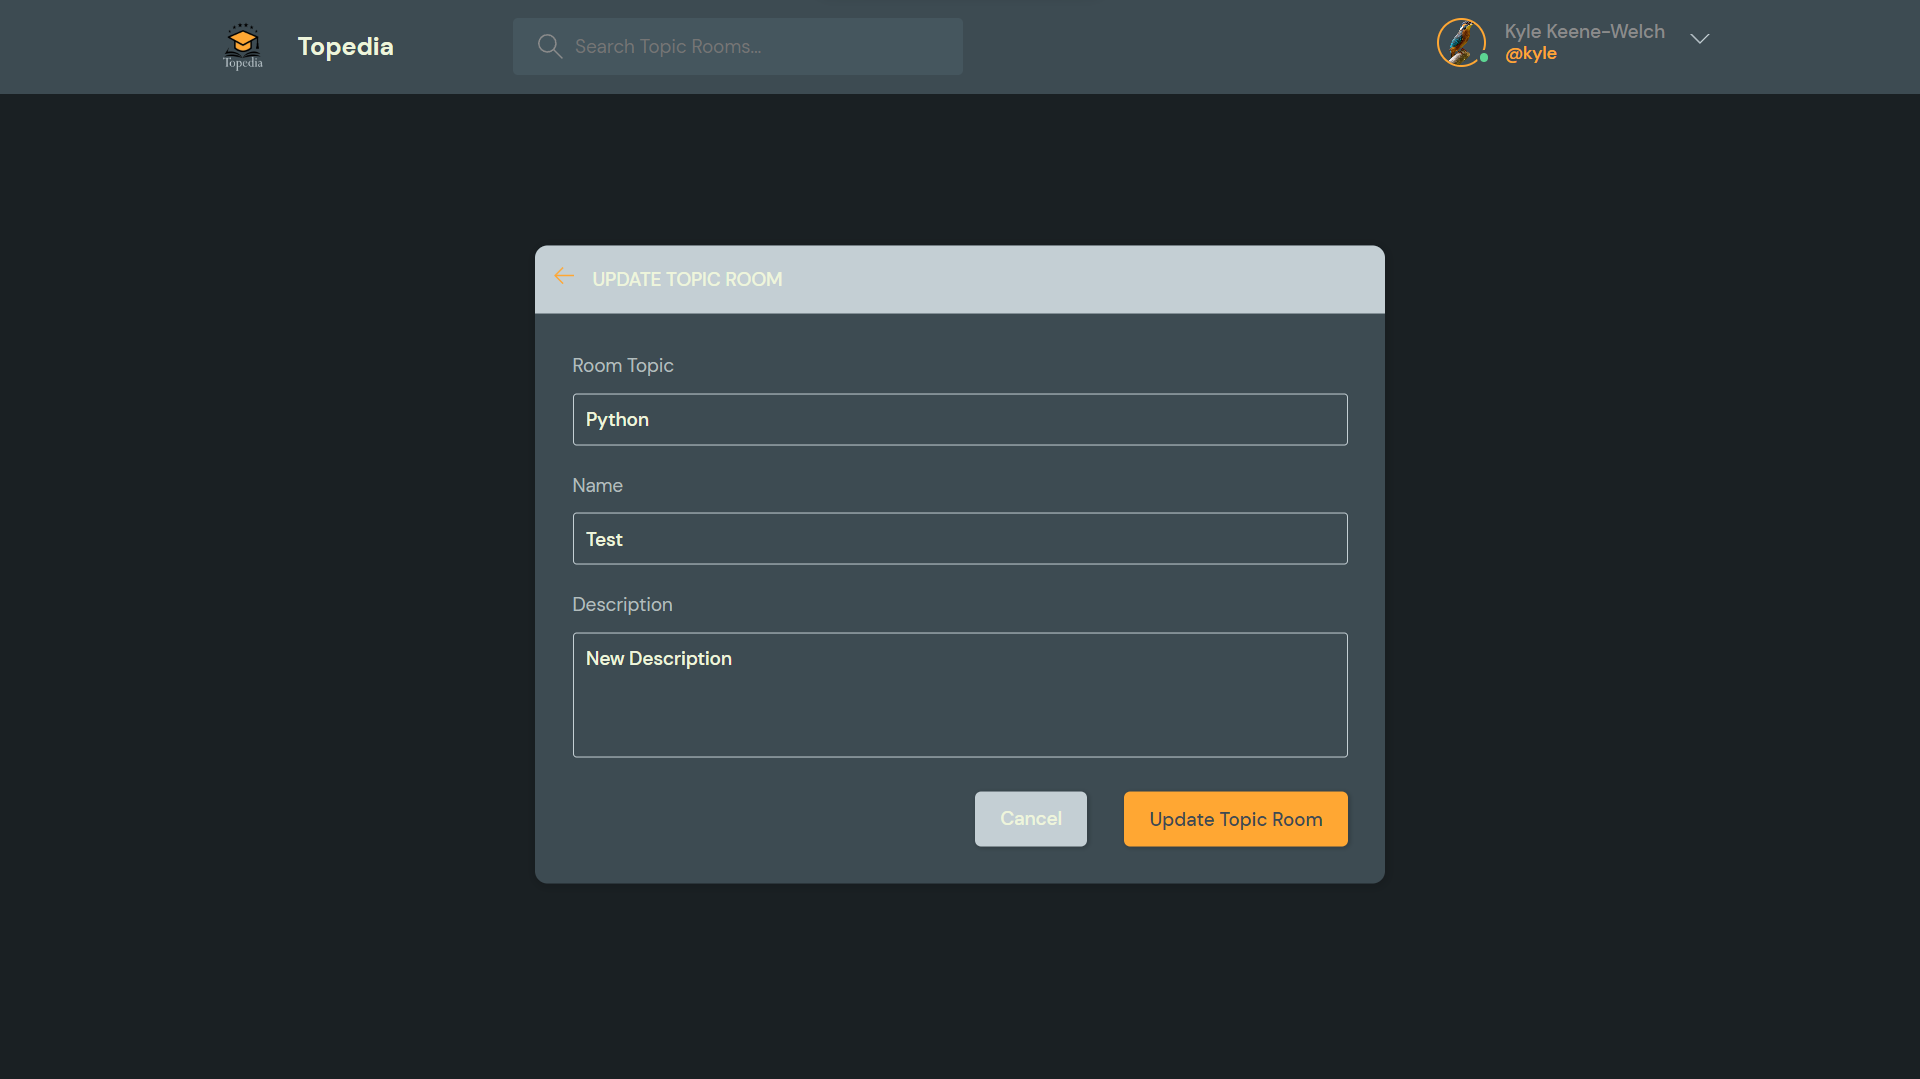 Topedia
Topedia
Search Topic Rooms...
Kyle Keene-Welch
@kyle
UPDATE TOPIC ROOM
Room Topic
Python
Name
Test
Description
New Description
Cancel
Update Topic Room